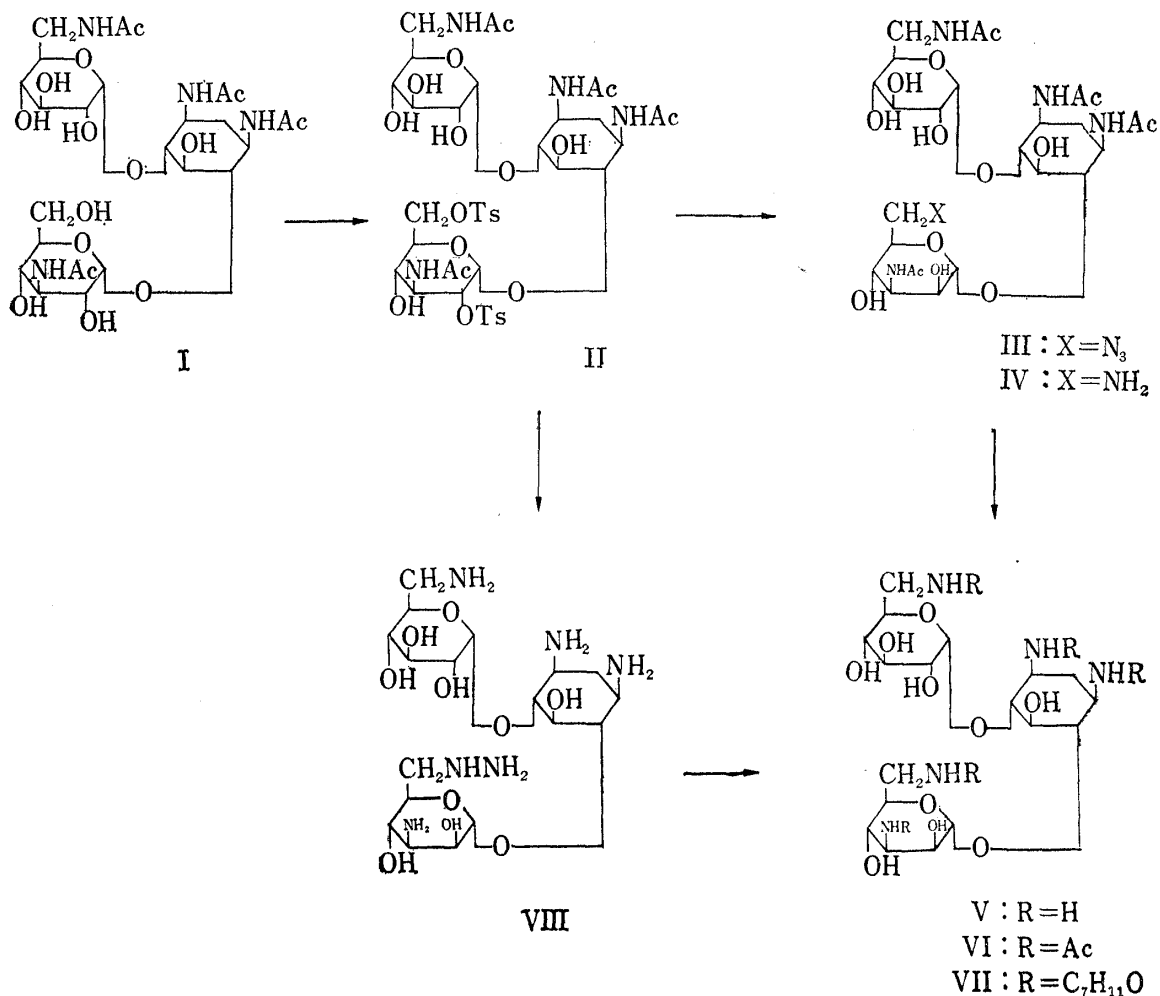 CH₂NHAc
O
OH
OH
HO
NHAc
NHAc
OH
O
CH₂OH
O
NHAc
OH
OH
O
I
CH₂NHAc
O
OH
OH
HO
NHAc
NHAc
OH
O
CH₂OTs
O
NHAc
OH
OTs
O
II
CH₂NHAc
O
OH
OH
HO
NHAc
NHAc
OH
O
CH₂X
O
NHAc
OH
OH
O
III : X=N₃
IV : X=NH₂
CH₂NH₂
O
OH
OH
OH
NH₂
NH₂
OH
O
CH₂NHNH₂
O
NH₂
OH
OH
O
VIII
CH₂NHR
O
OH
OH
HO
NHR
NHR
OH
O
CH₂NHR
O
NHR
OH
OH
O
V : R=H
VI : R=Ac
VII : R=C₇H₁₁O